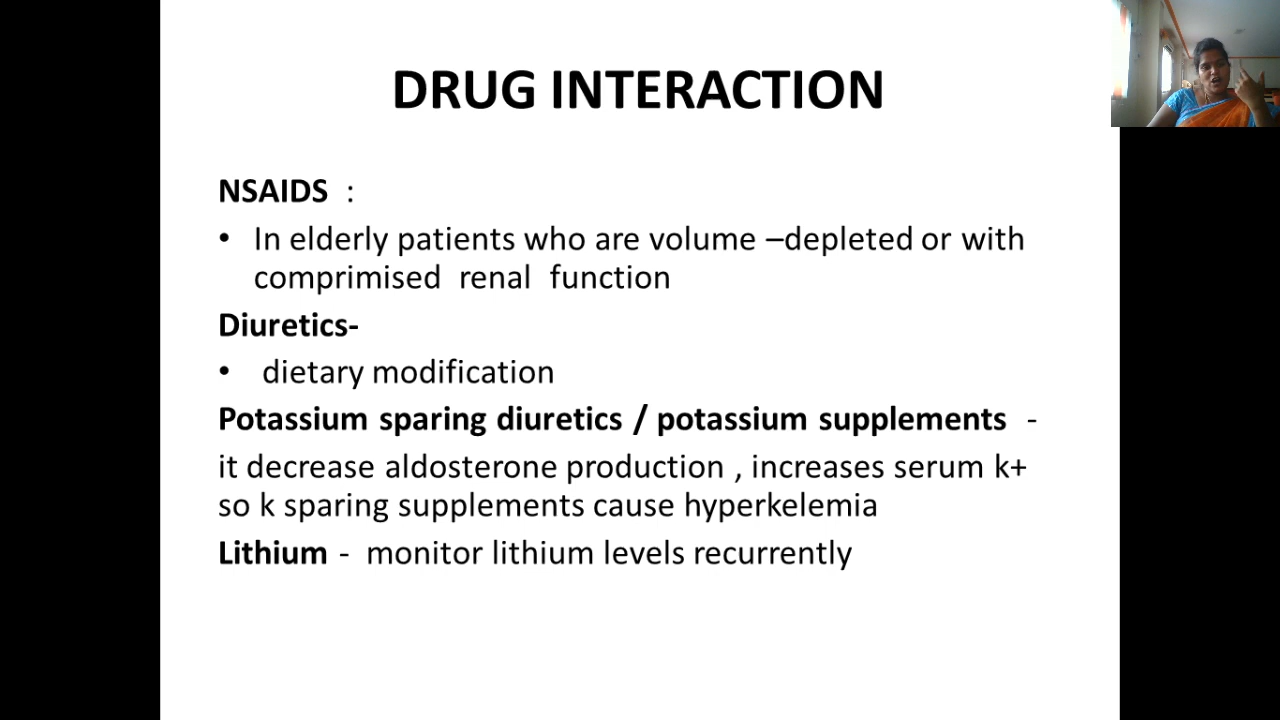 DRUG INTERACTION
NSAIDS :
• In elderly patients who are volume –depleted or with
comprimised renal function
Diuretics-
• dietary modification
Potassium sparing diuretics / potassium supplements -
it decrease aldosterone production , increases serum k+
so k sparing supplements cause hyperkelemia
Lithium - monitor lithium levels recurrently